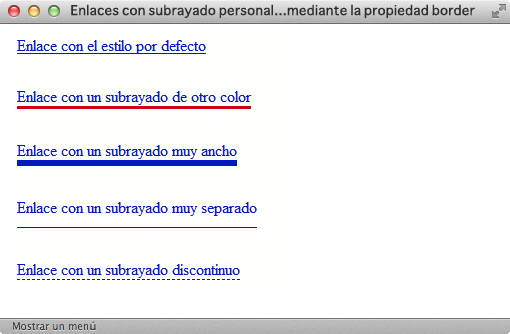 Enlaces con subrayado personal...mediante la propiedad border
Enlace con el estilo por defecto
Enlace con un subrayado de otro color
Enlace con un subrayado muy ancho
Enlace con un subrayado muy separado
Enlace con un subrayado discontinuo
Mostrar un menú